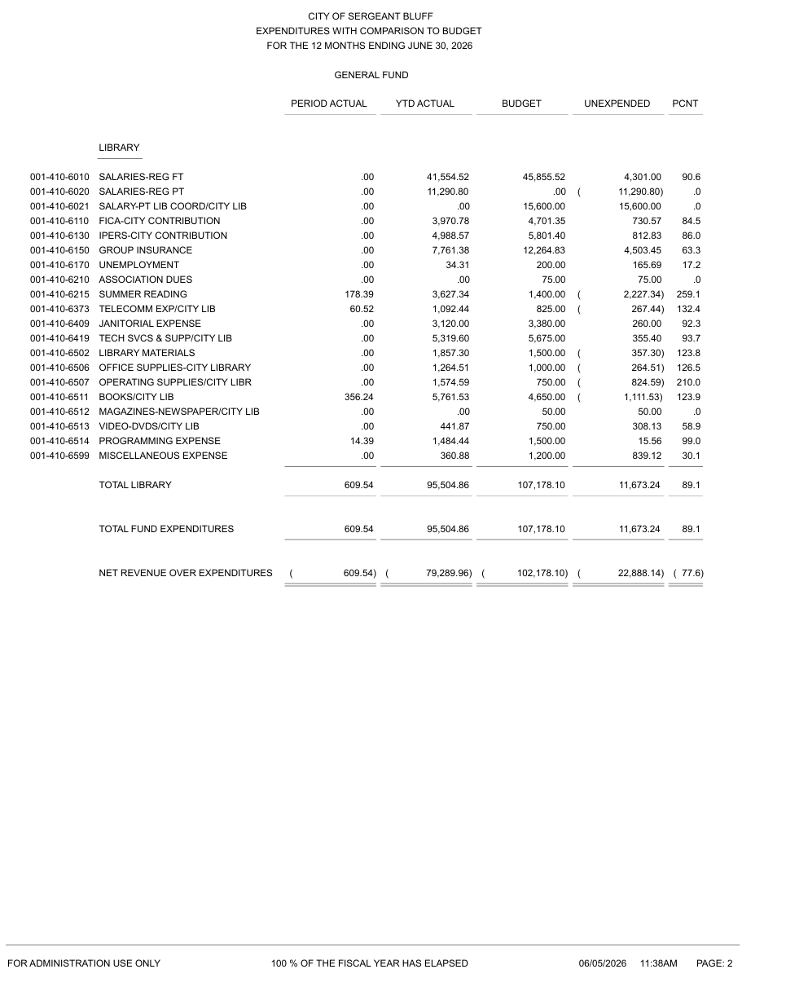 CITY OF SERGEANT BLUFF
EXPENDITURES WITH COMPARISON TO BUDGET
FOR THE 12 MONTHS ENDING JUNE 30, 2026
GENERAL FUND
PERIOD ACTUAL YTD ACTUAL BUDGET UNEXPENDED PCNT
LIBRARY
001-410-6010 SALARIES-REG FT .00 41,554.52 45,855.52 4,301.00 90.6
001-410-6020 SALARIES-REG PT .00 11,290.80 .00 ( 11,290.80) .0
001-410-6021 SALARY-PT LIB COORD/CITY LIB .00 .00 15,600.00 15,600.00 .0
001-410-6110 FICA-CITY CONTRIBUTION .00 3,970.78 4,701.35 730.57 84.5
001-410-6130 IPERS-CITY CONTRIBUTION .00 4,988.57 5,801.40 812.83 86.0
001-410-6150 GROUP INSURANCE .00 7,761.38 12,264.83 4,503.45 63.3
001-410-6170 UNEMPLOYMENT .00 34.31 200.00 165.69 17.2
001-410-6210 ASSOCIATION DUES .00 .00 75.00 75.00 .0
001-410-6215 SUMMER READING 178.39 3,627.34 1,400.00 ( 2,227.34) 259.1
001-410-6373 TELECOMM EXP/CITY LIB 60.52 1,092.44 825.00 ( 267.44) 132.4
001-410-6409 JANITORIAL EXPENSE .00 3,120.00 3,380.00 260.00 92.3
001-410-6419 TECH SVCS & SUPP/CITY LIB .00 5,319.60 5,675.00 355.40 93.7
001-410-6502 LIBRARY MATERIALS .00 1,857.30 1,500.00 ( 357.30) 123.8
001-410-6506 OFFICE SUPPLIES-CITY LIBRARY .00 1,264.51 1,000.00 ( 264.51) 126.5
001-410-6507 OPERATING SUPPLIES/CITY LIBR .00 1,574.59 750.00 ( 824.59) 210.0
001-410-6511 BOOKS/CITY LIB 356.24 5,761.53 4,650.00 ( 1,111.53) 123.9
001-410-6512 MAGAZINES-NEWSPAPER/CITY LIB .00 .00 50.00 50.00 .0
001-410-6513 VIDEO-DVDS/CITY LIB .00 441.87 750.00 308.13 58.9
001-410-6514 PROGRAMMING EXPENSE 14.39 1,484.44 1,500.00 15.56 99.0
001-410-6599 MISCELLANEOUS EXPENSE .00 360.88 1,200.00 839.12 30.1
TOTAL LIBRARY 609.54 95,504.86 107,178.10 11,673.24 89.1
TOTAL FUND EXPENDITURES 609.54 95,504.86 107,178.10 11,673.24 89.1
NET REVENUE OVER EXPENDITURES ( 609.54) ( 79,289.96) ( 102,178.10) ( 22,888.14) ( 77.6)
FOR ADMINISTRATION USE ONLY 100 % OF THE FISCAL YEAR HAS ELAPSED 06/05/2026 11:38AM PAGE: 2